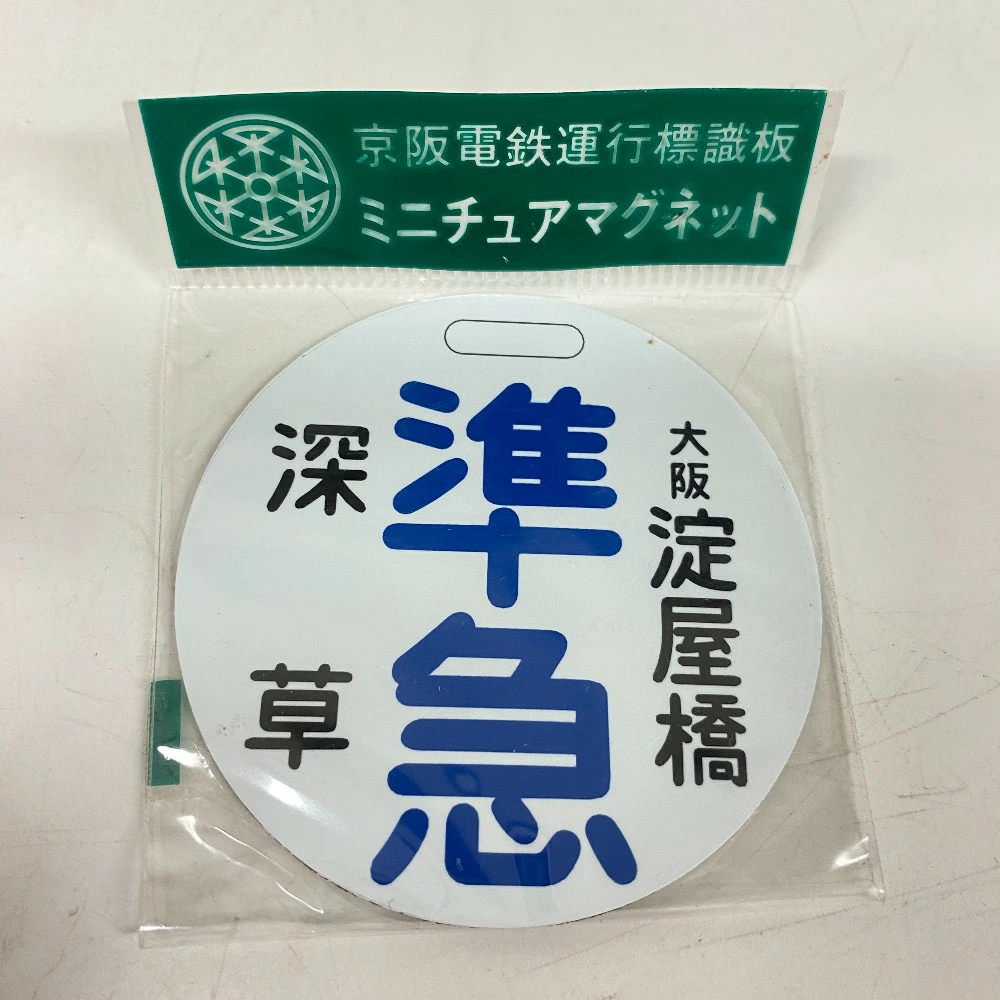 京阪電鉄運行標識板
ミニチュアマグネット
大阪
淀屋橋
準急
深草